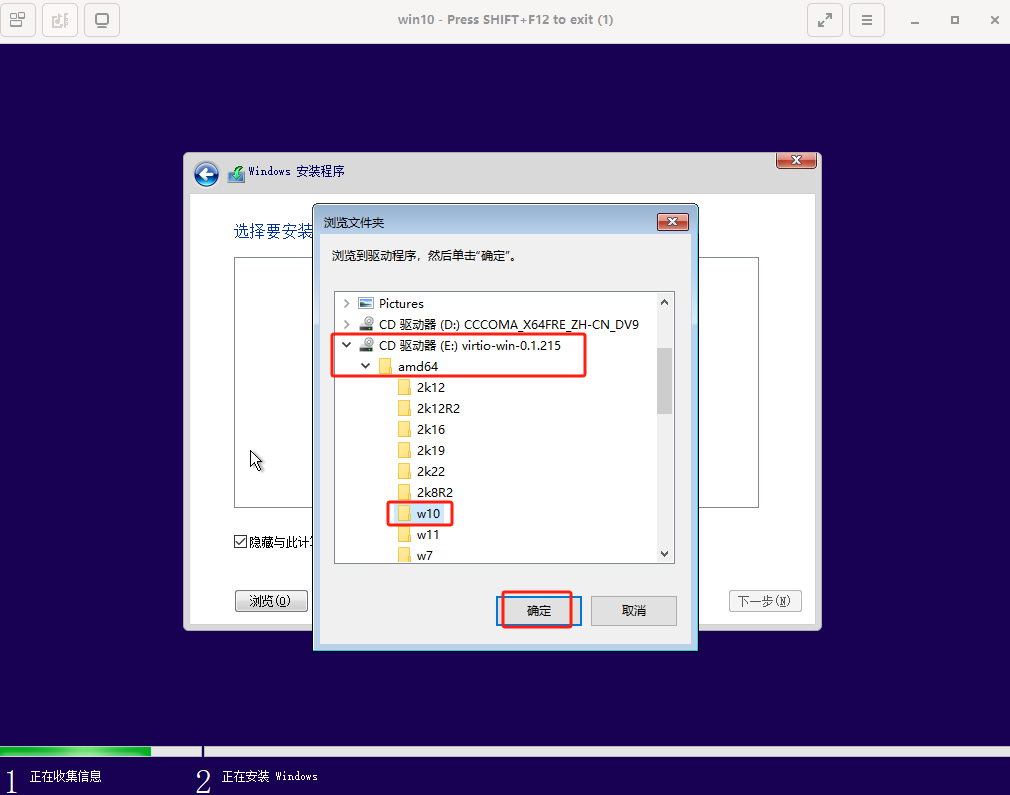 win10 - Press SHIFT+F12 to exit (1)
Windows 安装程序
选择要安装
浏览文件夹
浏览到驱动程序，然后单击“确定”。
Pictures
CD 驱动器 (D:) CCCOMA_X64FRE_ZH-CN_DV9
CD 驱动器 (E:) virtio-win-0.1.215
amd64
2k12
2k12R2
2k16
2k19
2k22
2k8R2
w10
w11
w7
隐藏与此计
浏览(O)
确定
取消
下一步(N)
1 正在收集信息
2 正在安装 Windows